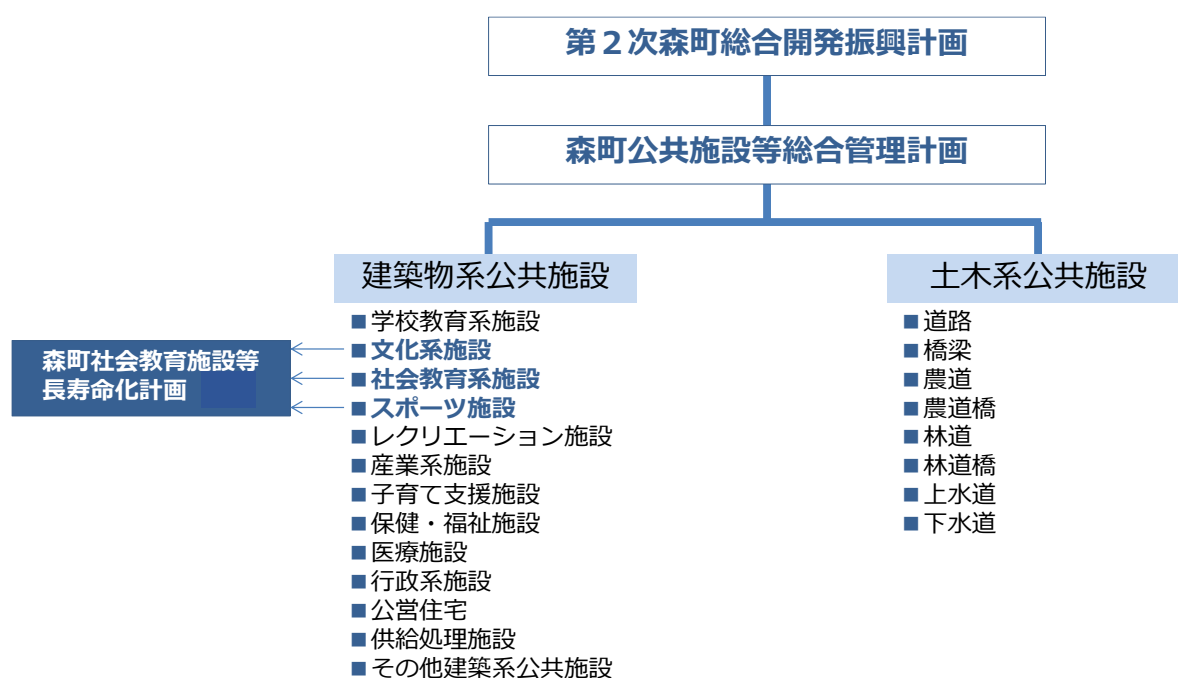 第２次森町総合開発振興計画
森町公共施設等総合管理計画
建築物系公共施設
■学校教育系施設
■文化系施設
■社会教育系施設
■スポーツ施設
■レクリエーション施設
■産業系施設
■子育て支援施設
■保健・福祉施設
■医療施設
■行政系施設
■公営住宅
■供給処理施設
■その他建築系公共施設
森町社会教育施設等
長寿命化計画
土木系公共施設
■道路
■橋梁
■農道
■農道橋
■林道
■林道橋
■上水道
■下水道